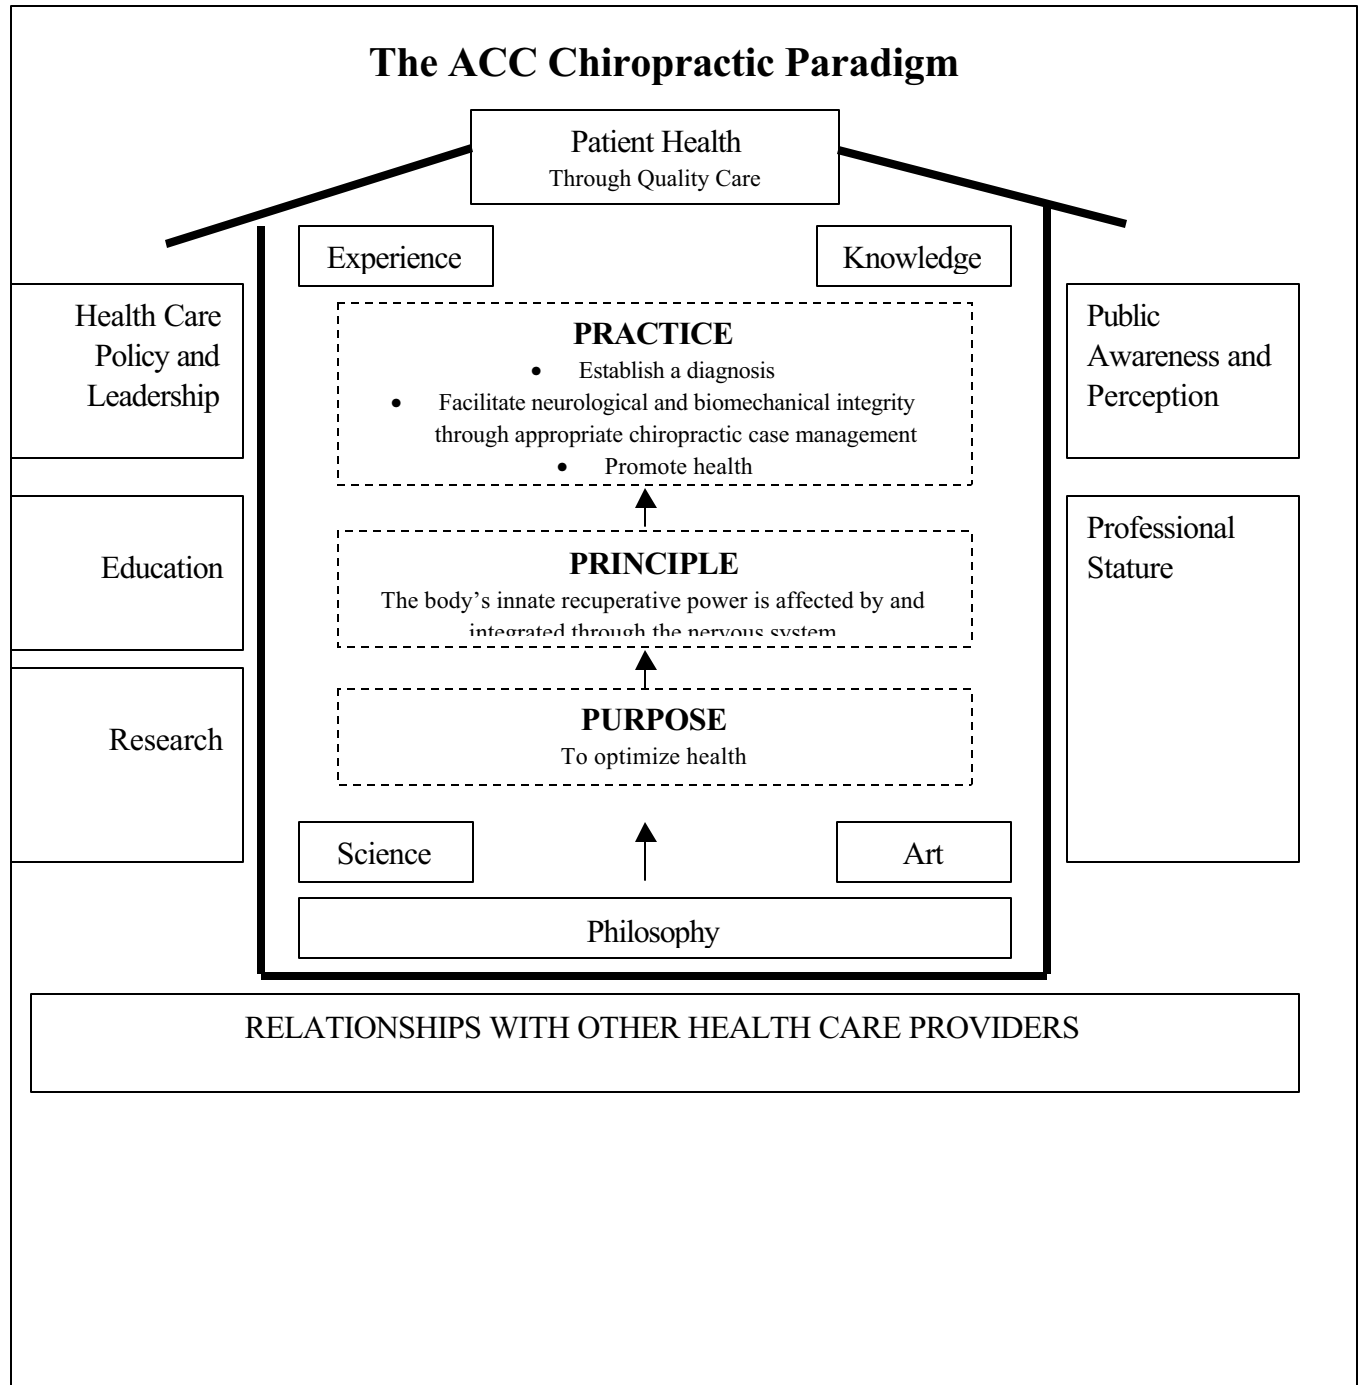 The ACC Chiropractic Paradigm
Patient Health
Through Quality Care
Experience
Knowledge
Health Care
Policy and
Leadership
PRACTICE
• Establish a diagnosis
• Facilitate neurological and biomechanical integrity
through appropriate chiropractic case management
• Promote health
Public
Awareness and
Perception
Education
PRINCIPLE
The body’s innate recuperative power is affected by and
integrated through the nervous system
Professional
Stature
Research
PURPOSE
To optimize health
Science
Art
Philosophy
RELATIONSHIPS WITH OTHER HEALTH CARE PROVIDERS